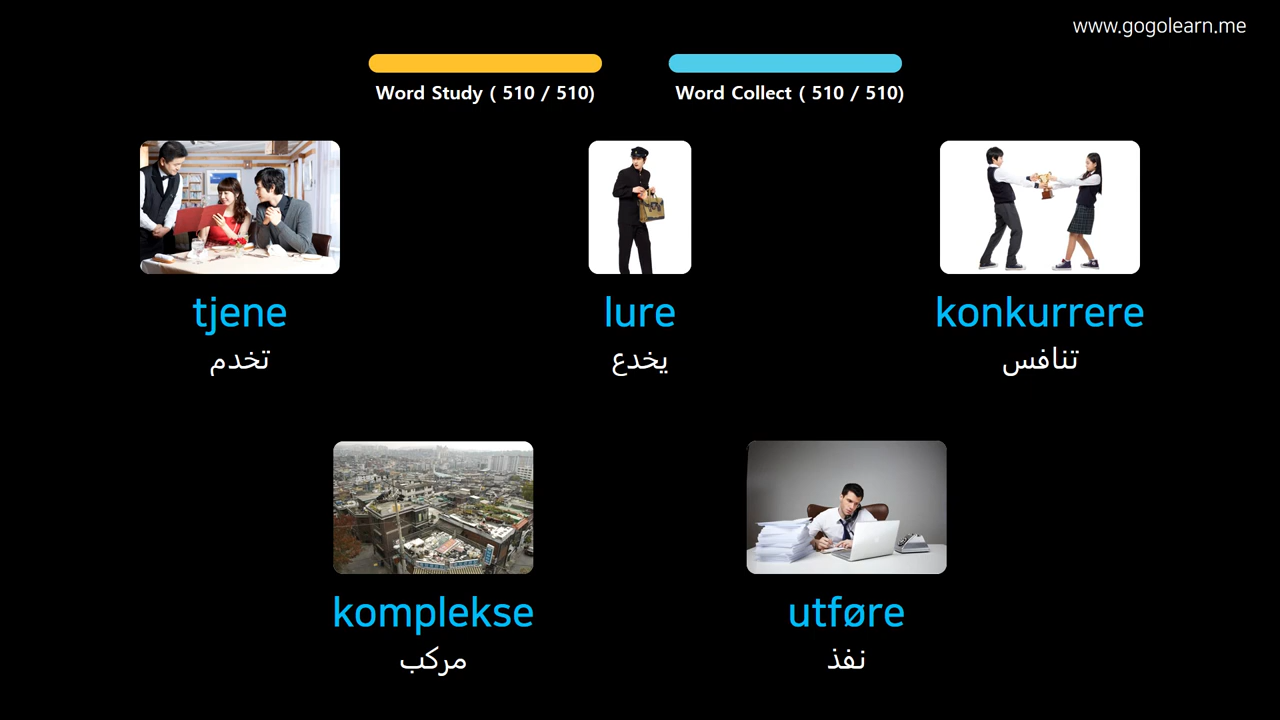 www.gogolearn.me
Word Study ( 510 / 510)
Word Collect ( 510 / 510)
tjene
تخدم
lure
يخدع
konkurrere
تنافس
komplekse
مركب
utføre
نفذ